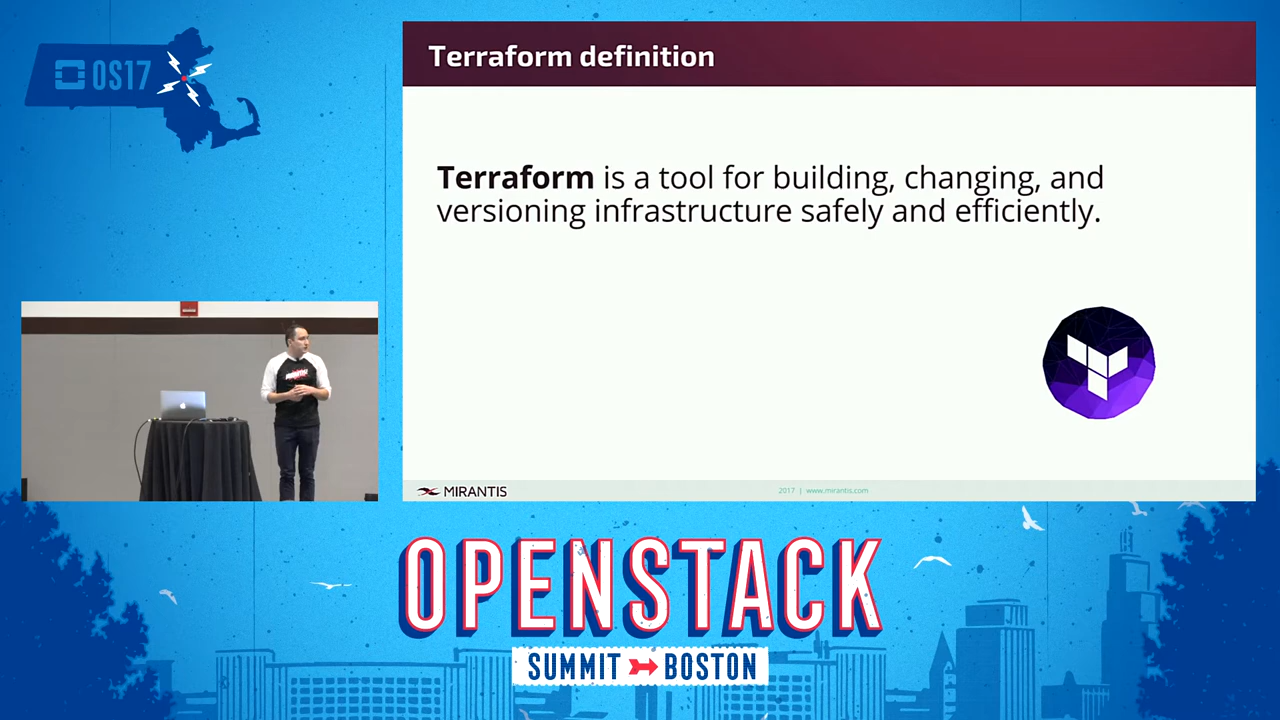 OS17
Terraform definition
Terraform is a tool for building, changing, and
versioning infrastructure safely and efficiently.
MIRANTIS
2017 | www.mirantis.com
OPENSTACK
SUMMIT BOSTON